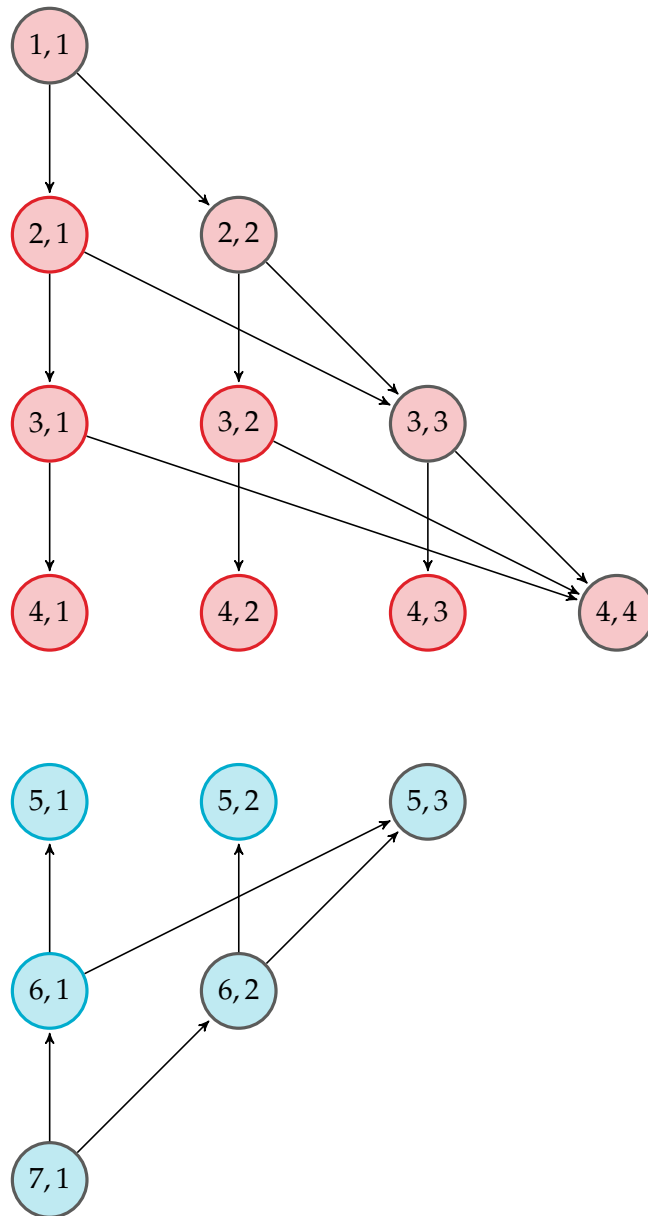 1, 1
2, 1 2, 2
3, 1 3, 2 3, 3
4, 1 4, 2 4, 3 4, 4
5, 1 5, 2 5, 3
6, 1 6, 2
7, 1